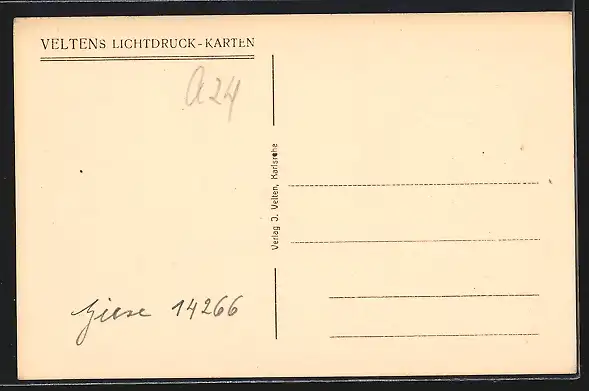 VELTENS LICHTDRUCK-KARTEN
A24
Verlag J. Velten, Karlsruhe
Giese 14266